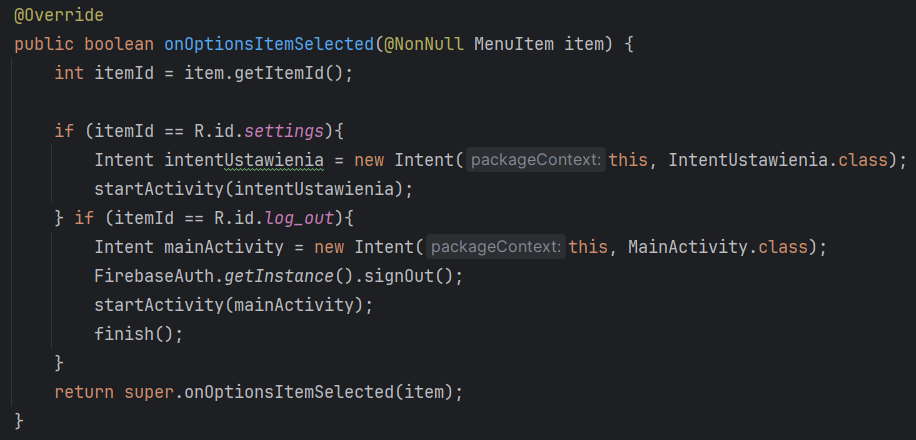 @Override
public boolean onOptionsItemSelected(@NonNull MenuItem item) {
    int itemId = item.getItemId();

    if (itemId == R.id.settings){
        Intent intentUstawienia = new Intent( packageContext: this, IntentUstawienia.class);
        startActivity(intentUstawienia);
    } if (itemId == R.id.log_out){
        Intent mainActivity = new Intent( packageContext: this, MainActivity.class);
        FirebaseAuth.getInstance().signOut();
        startActivity(mainActivity);
        finish();
    }
    return super.onOptionsItemSelected(item);
}